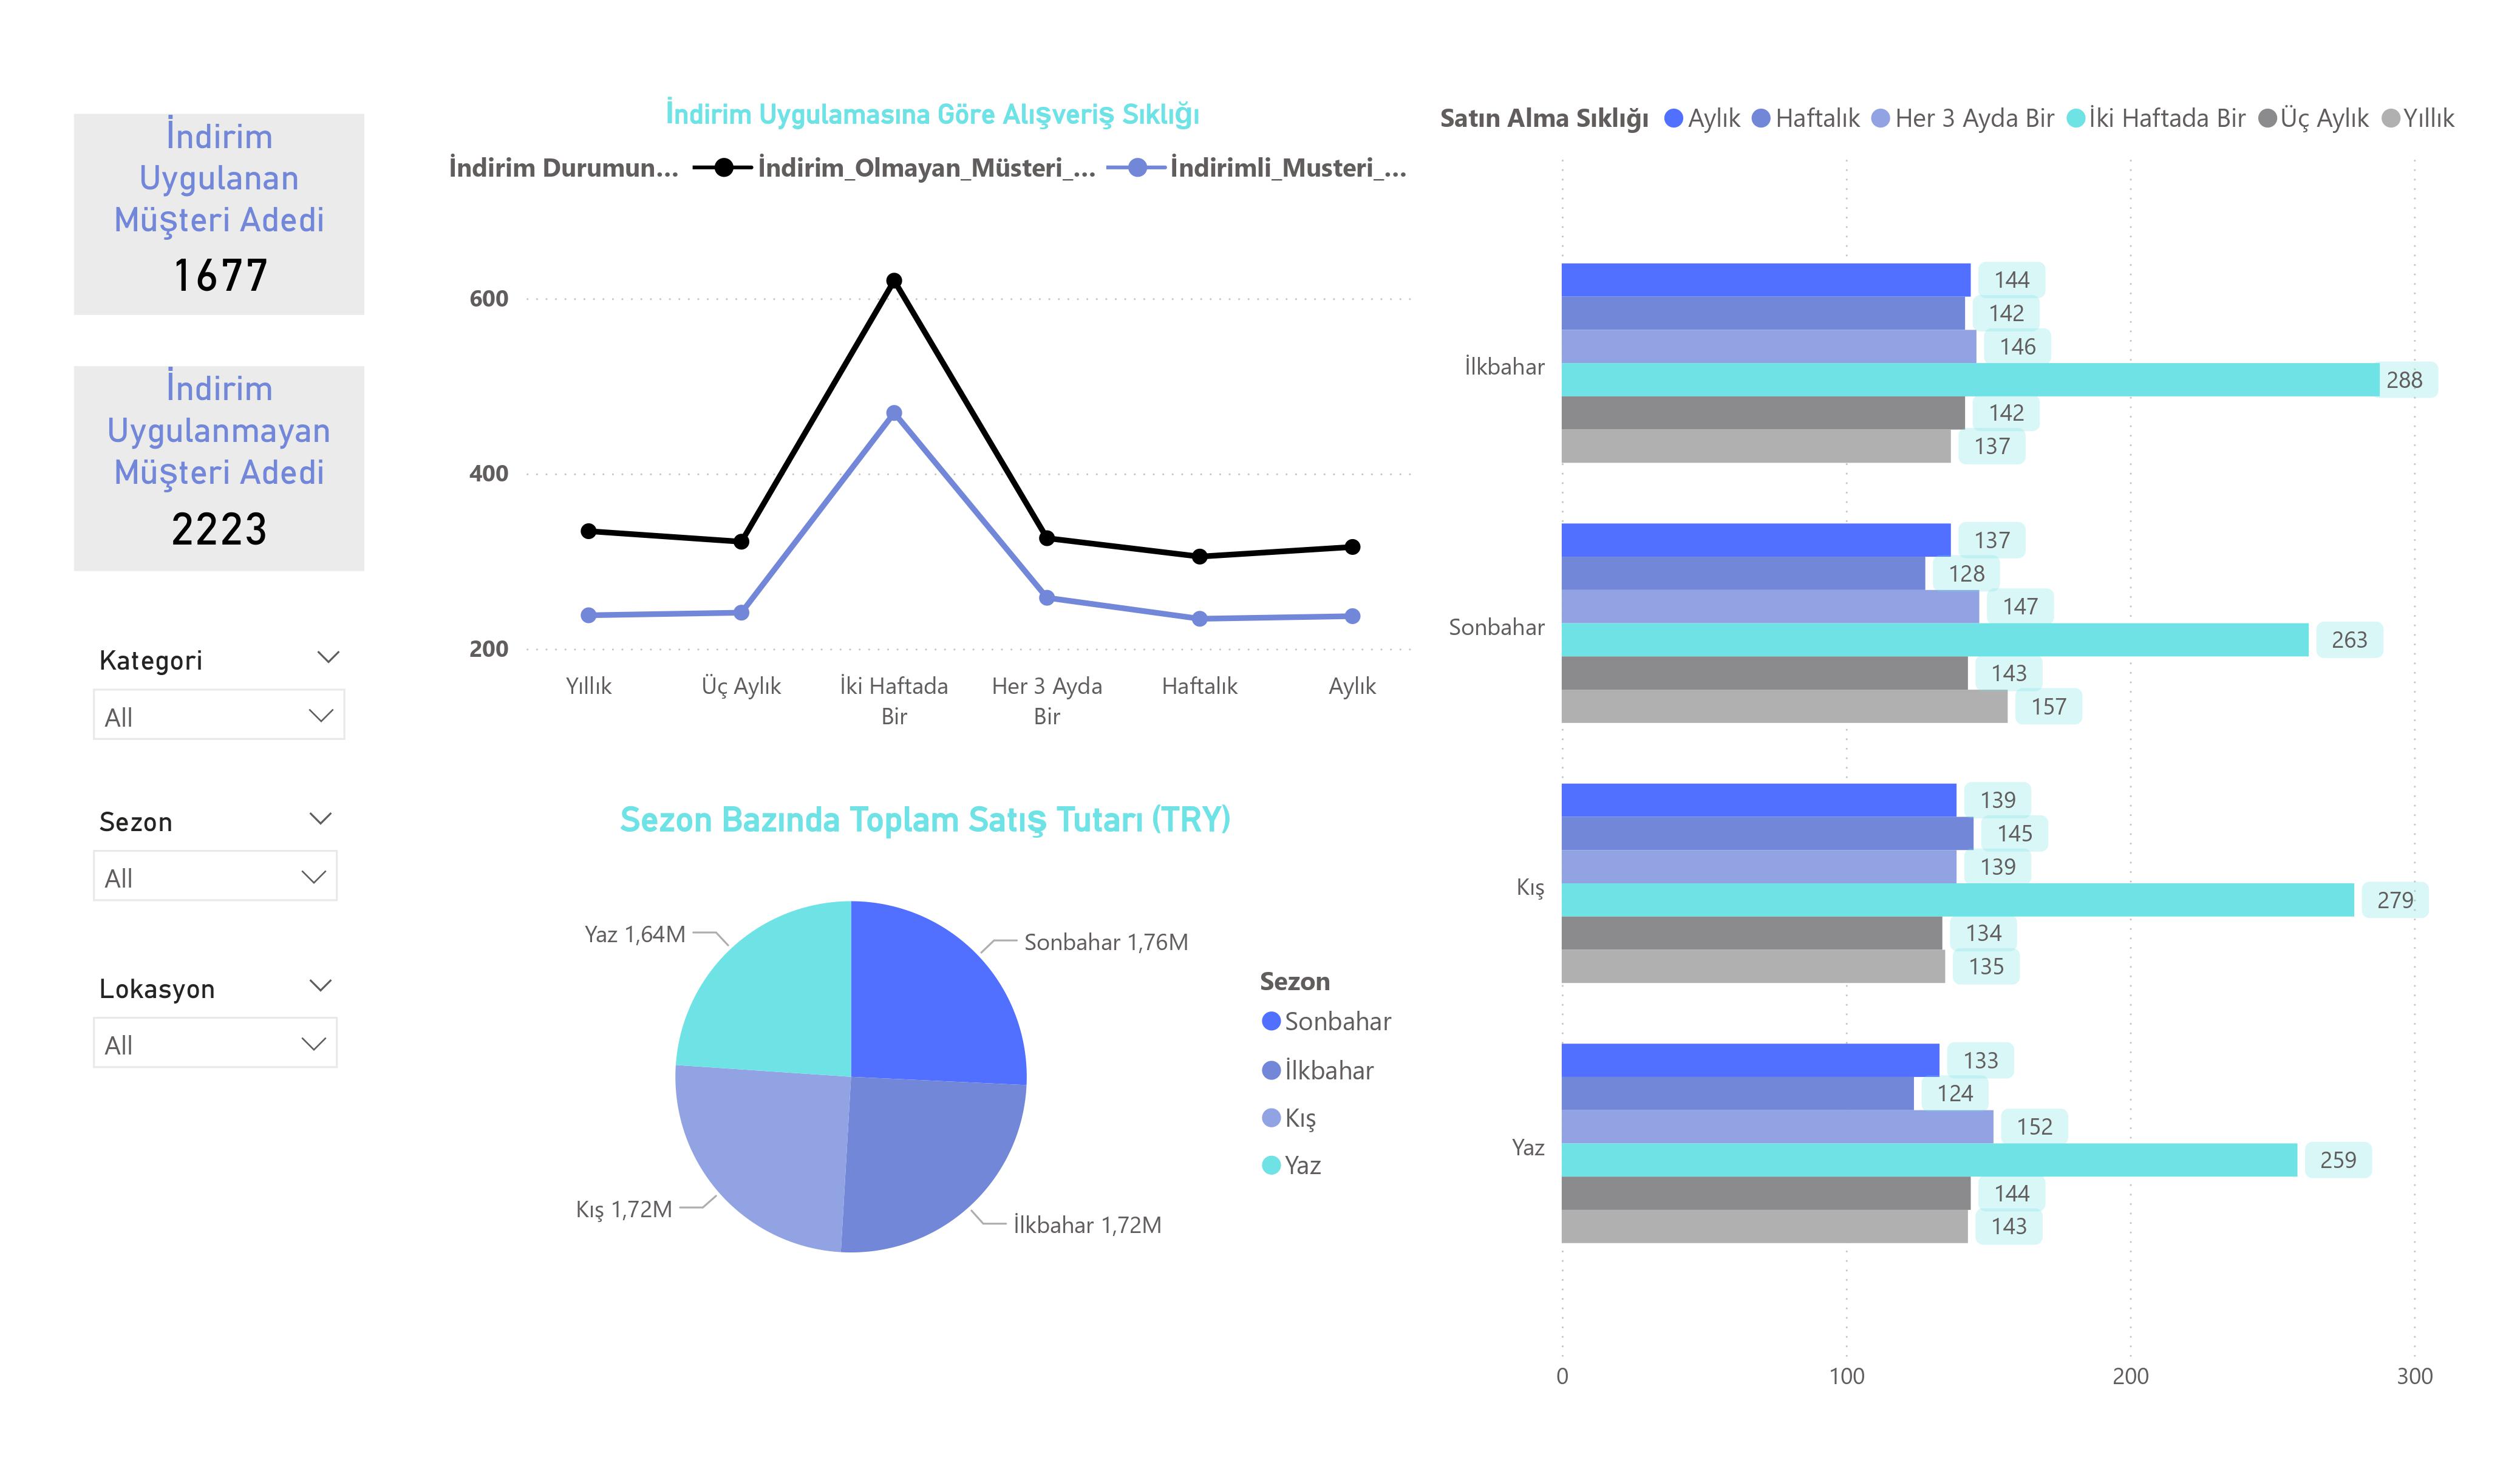 İndirim
Uygulanan
Müşteri Adedi
1677
İndirim
Uygulanmayan
Müşteri Adedi
2223
Kategori
All
Sezon
All
Lokasyon
All
İndirim Uygulamasına Göre Alışveriş Sıklığı
İndirim Durumun... İndirim_Olmayan_Müsteri_... İndirimli_Musteri_...
600
400
200
Yıllık Üç Aylık İki Haftada Her 3 Ayda Haftalık Aylık
Bir Bir
Sezon Bazında Toplam Satış Tutarı (TRY)
Yaz 1,64M
Sonbahar 1,76M
Kış 1,72M
İlkbahar 1,72M
Sezon
Sonbahar
İlkbahar
Kış
Yaz
Satın Alma Sıklığı Aylık Haftalık Her 3 Ayda Bir İki Haftada Bir Üç Aylık Yıllık
İlkbahar
144
142
146
288
142
137
Sonbahar
137
128
147
263
143
157
Kış
139
145
139
279
134
135
Yaz
133
124
152
259
144
143
0 100 200 300